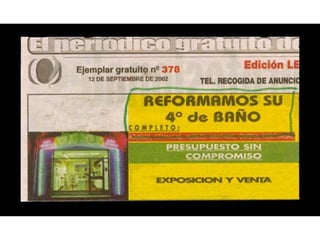 El periodico gratuito de
Ejemplar gratuito nº 378
12 DE SEPTIEMBRE DE 2002
Edición LE
TEL. RECOGIDA DE ANUNCIO
REFORMAMOS SU
4º de BAÑO
COMPLETO:
PRESUPUESTO SIN
COMPROMISO
EXPOSICION Y VENTA